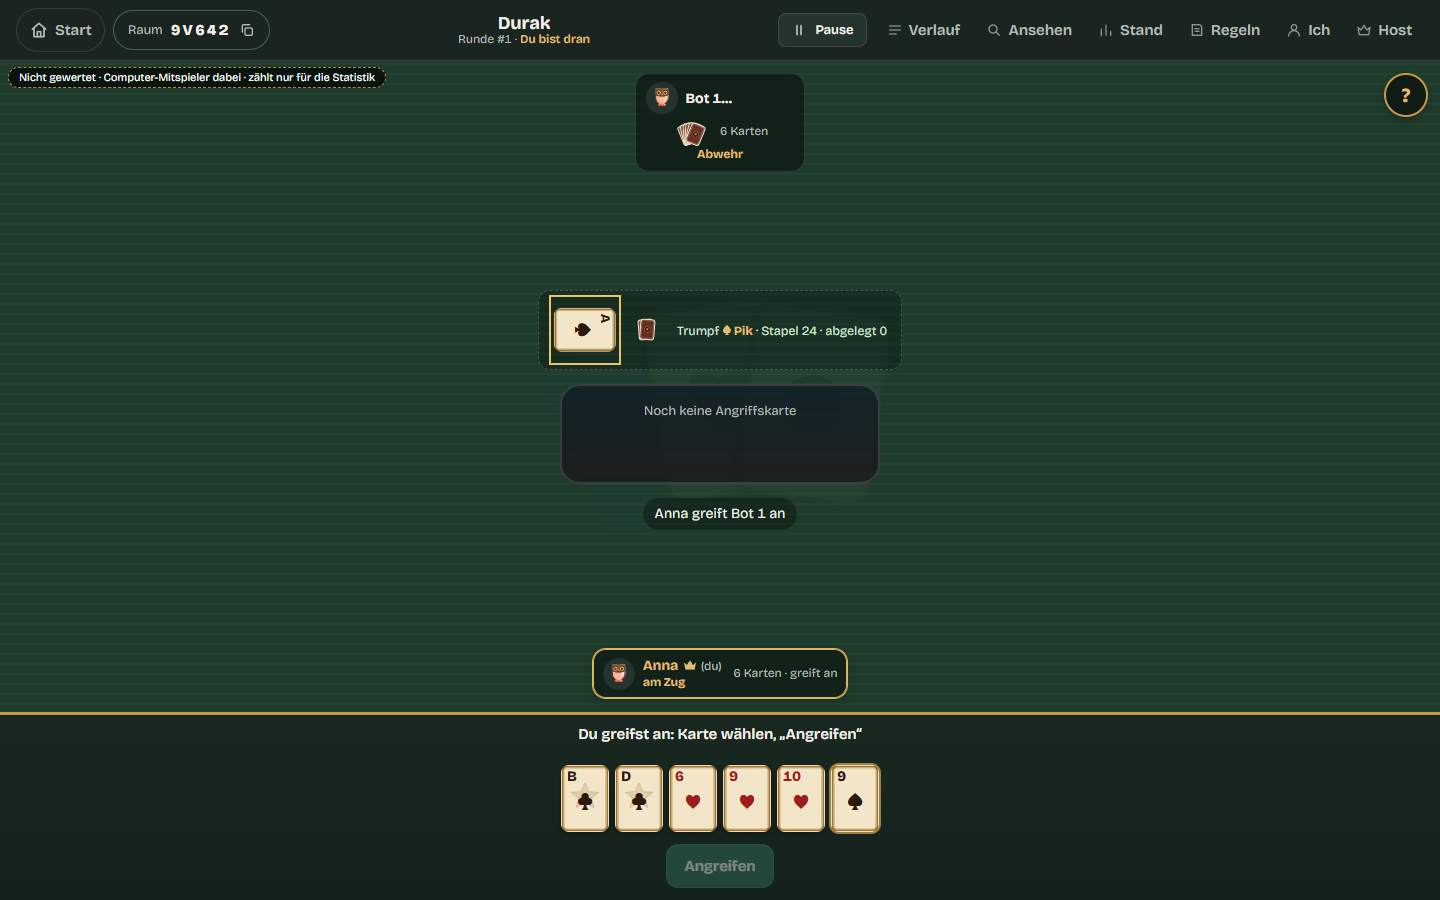 Start
Raum 9V642
Durak
Runde #1 · Du bist dran
Pause
Verlauf
Ansehen
Stand
Regeln
Ich
Host
Nicht gewertet · Computer-Mitspieler dabei · zählt nur für die Statistik
?
Bot 1...
6 Karten
Abwehr
A
Trumpf ♠ Pik · Stapel 24 · abgelegt 0
Noch keine Angriffskarte
Anna greift Bot 1 an
Anna (du)
am Zug
6 Karten · greift an
Du greifst an: Karte wählen, „Angreifen“
B D 6 9 10 9
Angreifen